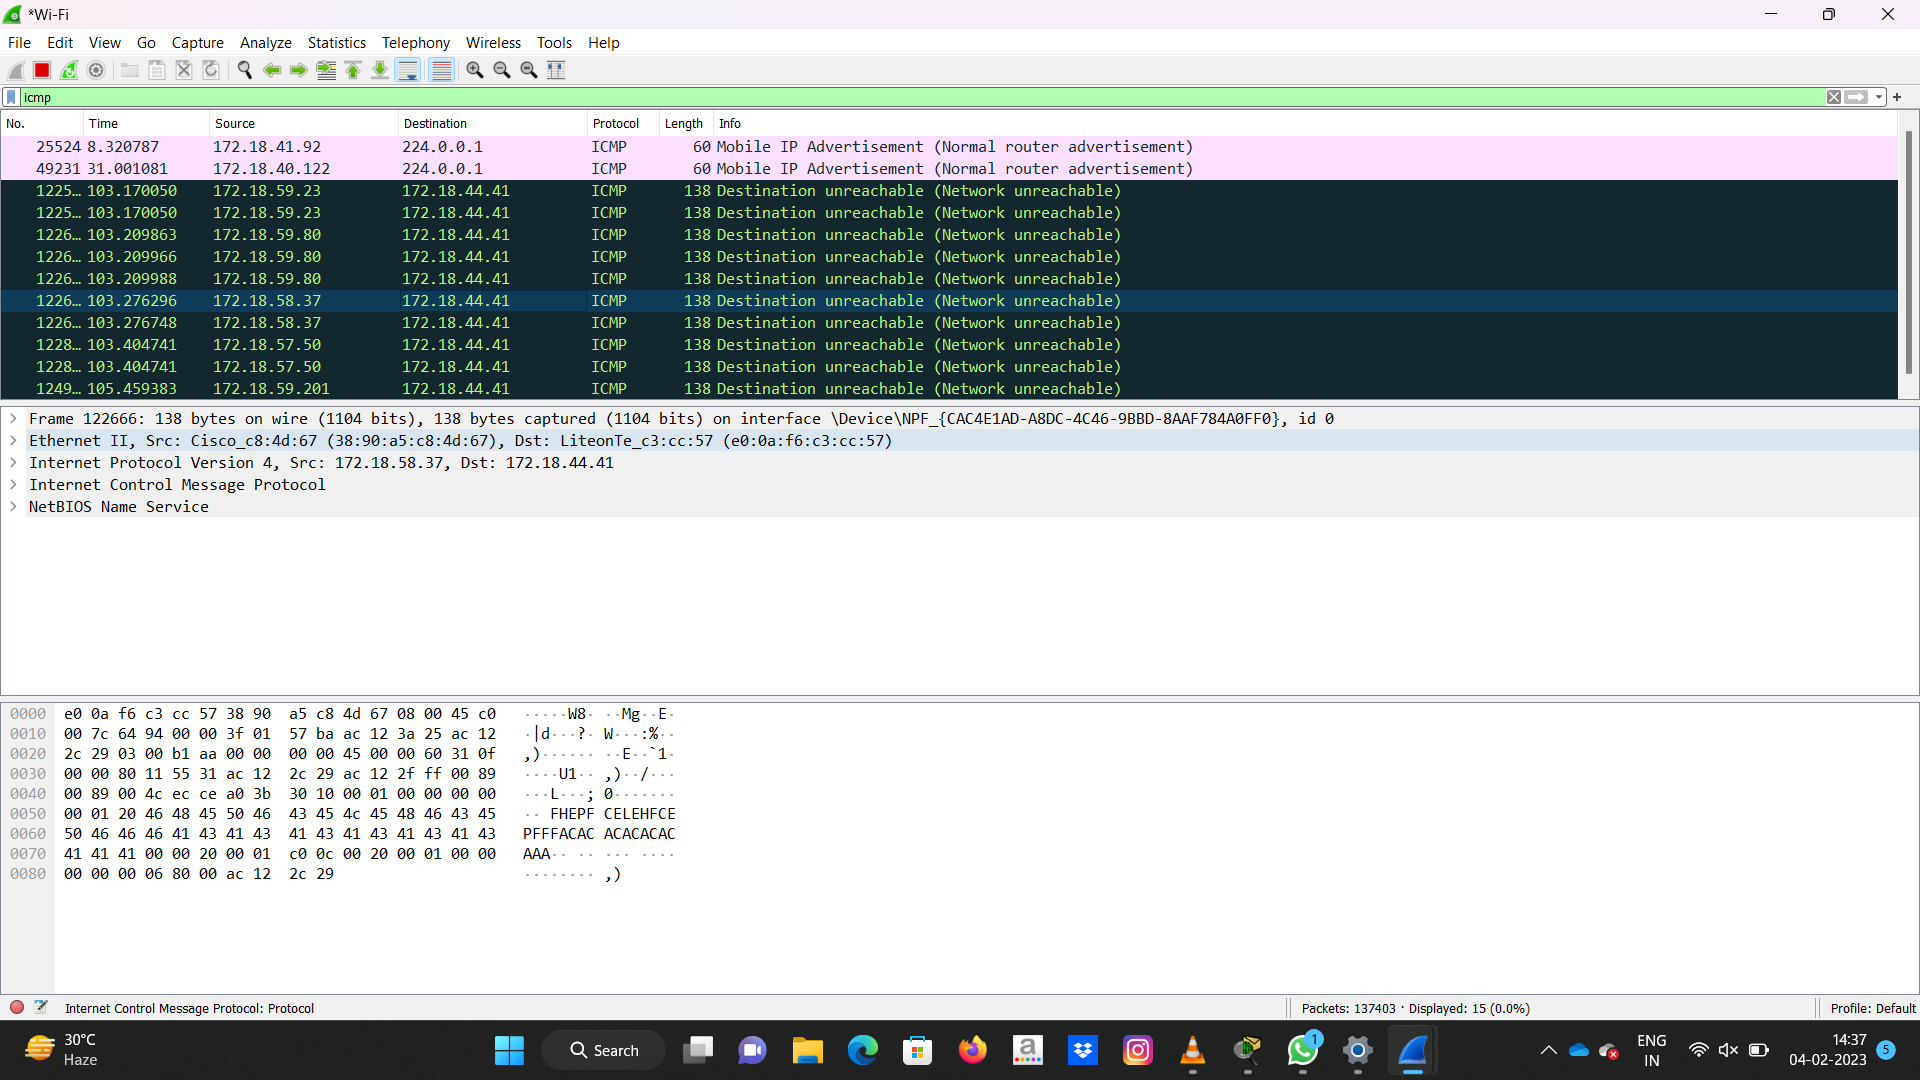 *Wi-Fi
File Edit View Go Capture Analyze Statistics Telephony Wireless Tools Help
icmp
No. Time Source Destination Protocol Length Info
25524 8.320787 172.18.41.92 224.0.0.1 ICMP 60 Mobile IP Advertisement (Normal router advertisement)
49231 31.001081 172.18.40.122 224.0.0.1 ICMP 60 Mobile IP Advertisement (Normal router advertisement)
1225… 103.170050 172.18.59.23 172.18.44.41 ICMP 138 Destination unreachable (Network unreachable)
1225… 103.170050 172.18.59.23 172.18.44.41 ICMP 138 Destination unreachable (Network unreachable)
1226… 103.209863 172.18.59.80 172.18.44.41 ICMP 138 Destination unreachable (Network unreachable)
1226… 103.209966 172.18.59.80 172.18.44.41 ICMP 138 Destination unreachable (Network unreachable)
1226… 103.209988 172.18.59.80 172.18.44.41 ICMP 138 Destination unreachable (Network unreachable)
1226… 103.276296 172.18.58.37 172.18.44.41 ICMP 138 Destination unreachable (Network unreachable)
1226… 103.276748 172.18.58.37 172.18.44.41 ICMP 138 Destination unreachable (Network unreachable)
1228… 103.404741 172.18.57.50 172.18.44.41 ICMP 138 Destination unreachable (Network unreachable)
1228… 103.404741 172.18.57.50 172.18.44.41 ICMP 138 Destination unreachable (Network unreachable)
1249… 105.459383 172.18.59.201 172.18.44.41 ICMP 138 Destination unreachable (Network unreachable)
Frame 122666: 138 bytes on wire (1104 bits), 138 bytes captured (1104 bits) on interface \Device\NPF_{CAC4E1AD-A8DC-4C46-9BBD-8AAF784A0FF0}, id 0
Ethernet II, Src: Cisco_c8:4d:67 (38:90:a5:c8:4d:67), Dst: LiteonTe_c3:cc:57 (e0:0a:f6:c3:cc:57)
Internet Protocol Version 4, Src: 172.18.58.37, Dst: 172.18.44.41
Internet Control Message Protocol
NetBIOS Name Service
0000 e0 0a f6 c3 cc 57 38 90 a5 c8 4d 67 08 00 45 c0 ·····W8· ··Mg··E·
0010 00 7c 64 94 00 00 3f 01 57 ba ac 12 3a 25 ac 12 ·|d···?· W···:%··
0020 2c 29 03 00 b1 aa 00 00 00 00 45 00 00 60 31 0f ,)······ ··E··`1·
0030 00 00 80 11 55 31 ac 12 2c 29 ac 12 2f ff 00 89 ····U1·· ,)··/···
0040 00 89 00 4c ec ce a0 3b 30 10 00 01 00 00 00 00 ···L···; 0·······
0050 00 01 20 46 48 45 50 46 43 45 4c 45 48 46 43 45 ·· FHEPF CELEHFCE
0060 50 46 46 46 41 43 41 43 41 43 41 43 41 43 41 43 PFFFACAC ACACACAC
0070 41 41 41 00 00 20 00 01 c0 0c 00 20 00 01 00 00 AAA·· ·· ··· ····
0080 00 00 00 06 80 00 ac 12 2c 29 ········ ,)
Internet Control Message Protocol: Protocol Packets: 137403 · Displayed: 15 (0.0%) Profile: Default
30°C
Haze
Search
a
1
ENG
IN
14:37
04-02-2023
5